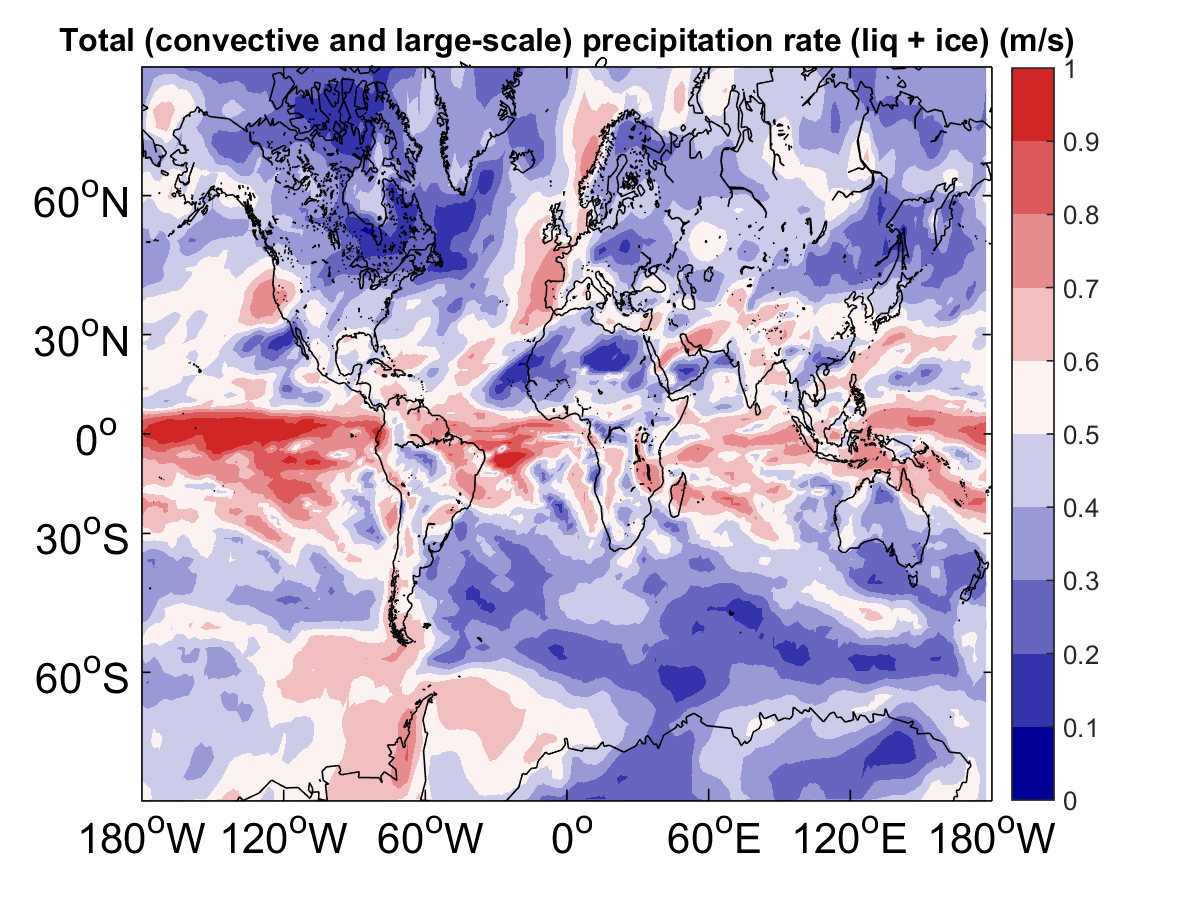 Total (convective and large-scale) precipitation rate (liq + ice) (m/s)
1
0.9
0.8
0.7
0.6
0.5
0.4
0.3
0.2
0.1
0
60°N
30°N
0°
30°S
60°S
180°W 120°W 60°W 0° 60°E 120°E 180°W